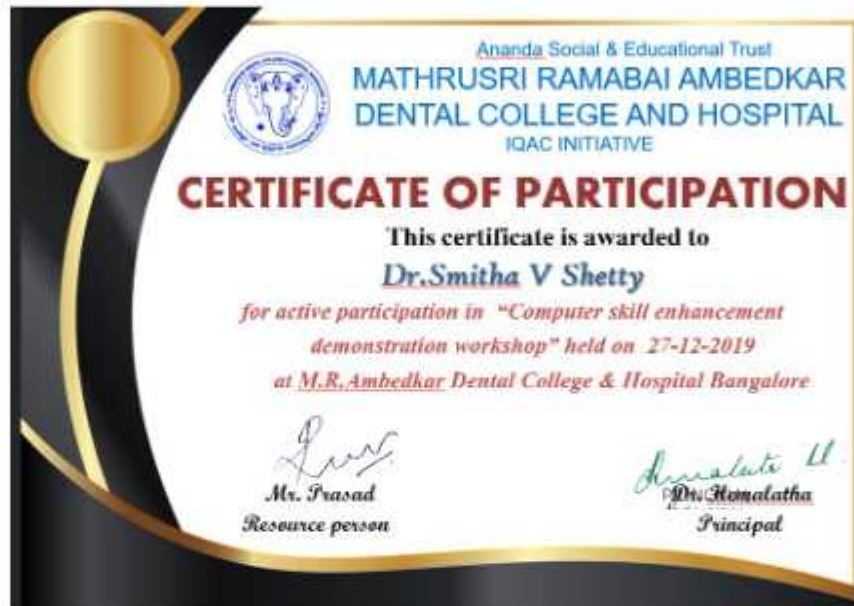 Ananda Social & Educational Trust
MATHRUSRI RAMABAI AMBEDKAR
DENTAL COLLEGE AND HOSPITAL
IQAC INITIATIVE
CERTIFICATE OF PARTICIPATION
This certificate is awarded to
Dr.Smitha V Shetty
for active participation in "Computer skill enhancement
demonstration workshop" held on 27-12-2019
at M.R.Ambedkar Dental College & Hospital Bangalore
Mr. Prasad
Resource person
Dr. Hemalatha
Principal